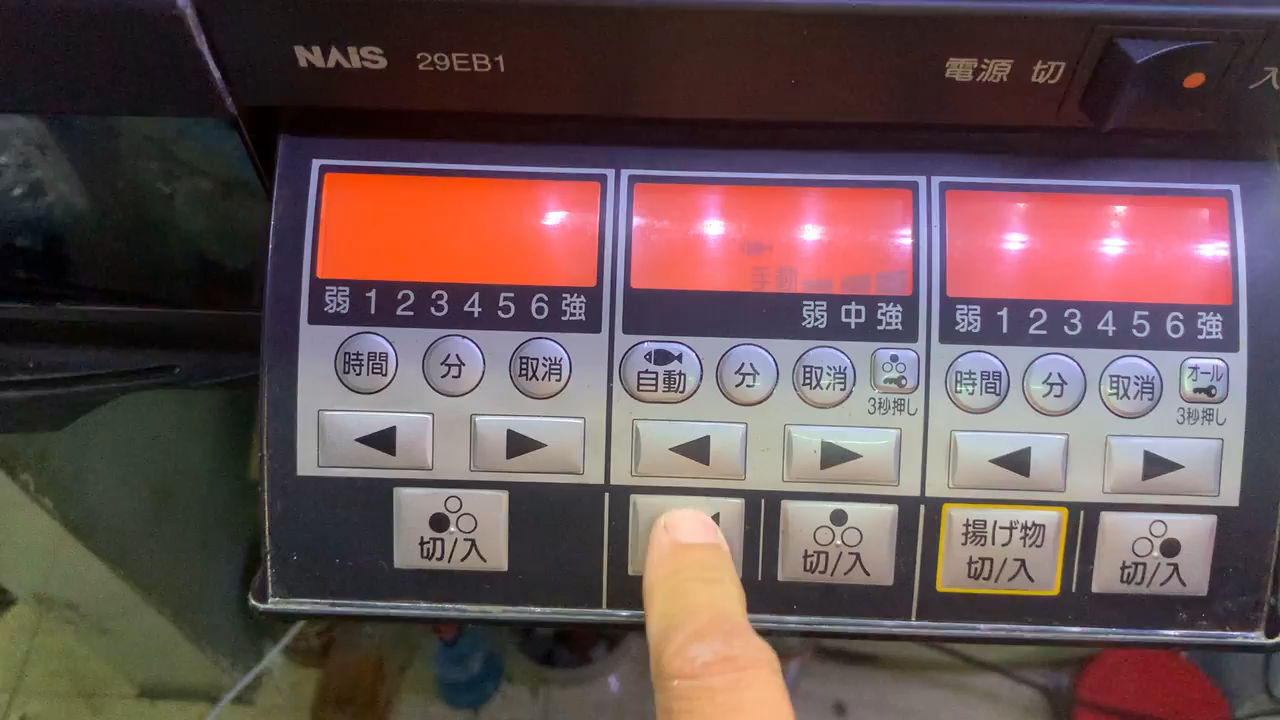 NAIS 29EB1
電源 切 入
手動
弱 1 2 3 4 5 6 強
弱 中 強
弱 1 2 3 4 5 6 強
時間 分 取消
自動 分 取消
3秒押し
時間 分 取消 オール
3秒押し
切/入
切/入
揚げ物
切/入
切/入